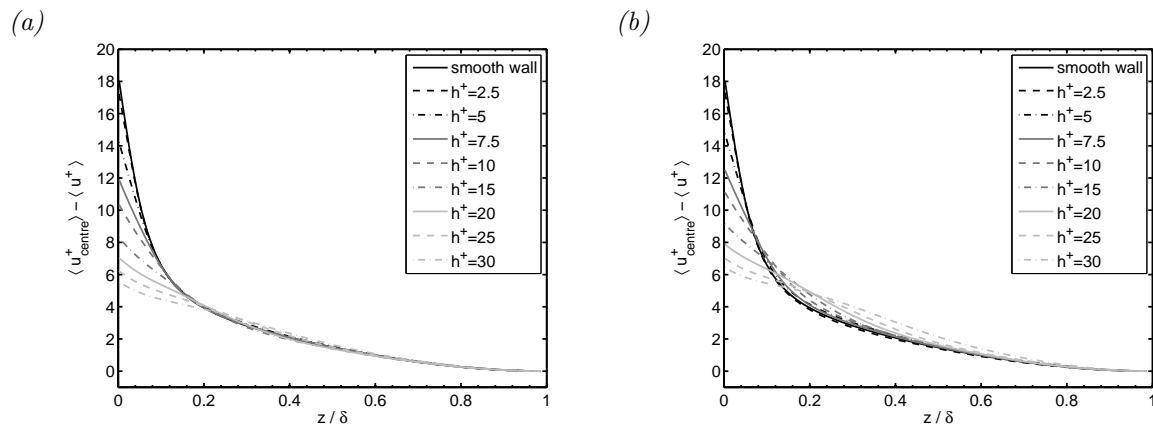 (a)
20
18
16
14
12
10
8
6
4
2
0
⟨ u⁺centre⟩ − ⟨ u⁺ ⟩
0
0.2
0.4
0.6
0.8
1
z / δ
smooth wall
h⁺=2.5
h⁺=5
h⁺=7.5
h⁺=10
h⁺=15
h⁺=20
h⁺=25
h⁺=30
(b)
20
18
16
14
12
10
8
6
4
2
0
⟨ u⁺centre⟩ − ⟨ u⁺ ⟩
0
0.2
0.4
0.6
0.8
1
z / δ
smooth wall
h⁺=2.5
h⁺=5
h⁺=7.5
h⁺=10
h⁺=15
h⁺=20
h⁺=25
h⁺=30